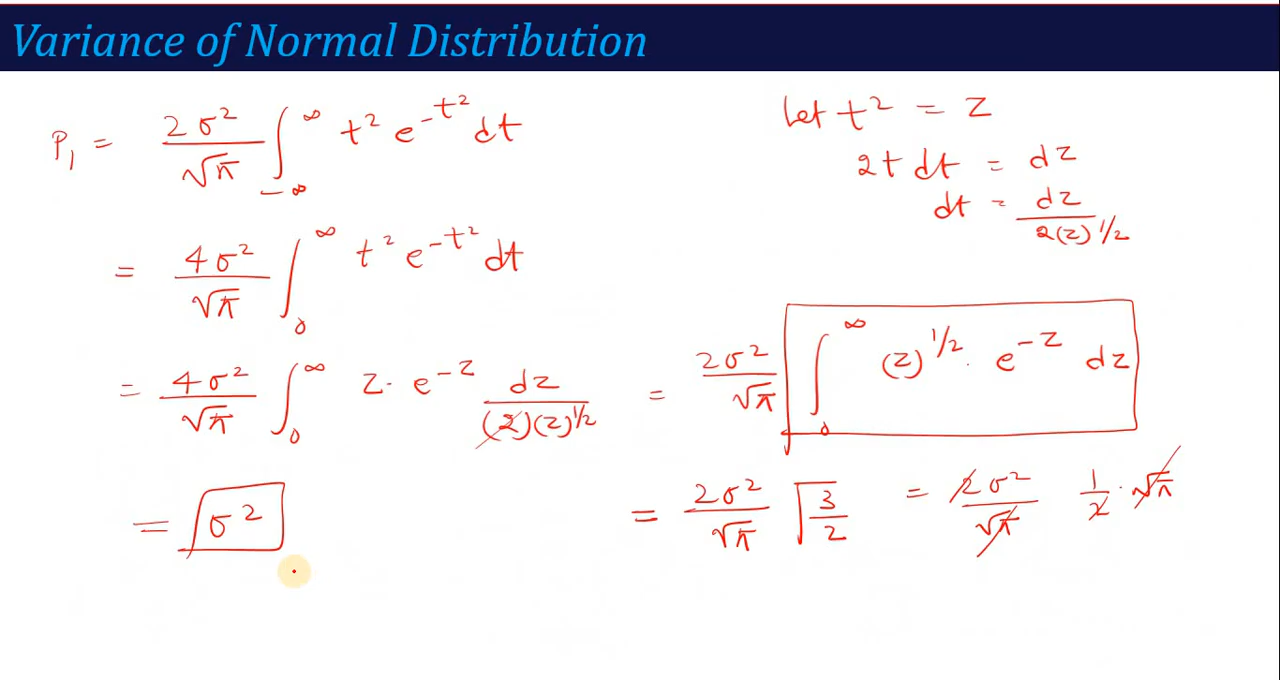 Variance of Normal Distribution
P₁ = 2σ²/√π ∫_{-∞}^{∞} t² e^{-t²} dt
= 4σ²/√π ∫_0^∞ t² e^{-t²} dt
= 4σ²/√π ∫_0^∞ z · e^{-z} dz/((2)(z)^{1/2})
= σ²
Let t² = z
2t dt = dz
dt = dz/(2(z)^{1/2})
= 2σ²/√π ∫_0^∞ (z)^{1/2} · e^{-z} dz
= 2σ²/√π Γ3/2 = 2σ²/√π 1/2 · √π